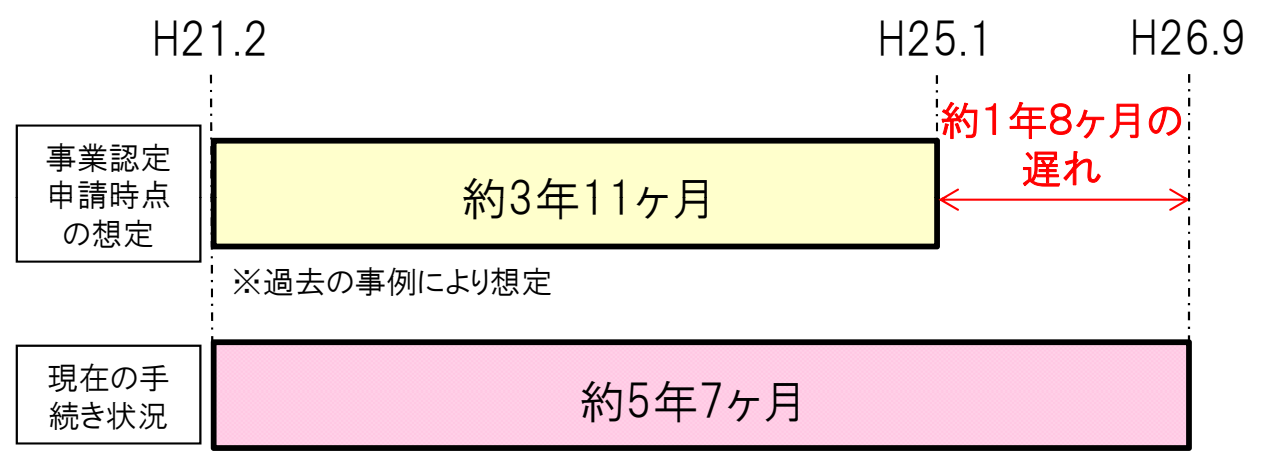 H21.2
H25.1
H26.9
約1年8ヶ月の
遅れ
事業認定
申請時点
の想定
約3年11ヶ月
※過去の事例により想定
現在の手
続き状況
約5年7ヶ月